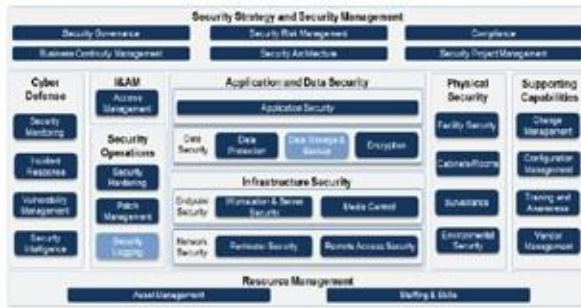 Security Strategy and Security Management
Security Governance
Security Risk Management
Compliance
Business Continuity Management
Security Architecture
Security Project Management
Cyber Defense
Security Monitoring
Incident Response
Vulnerability Management
Security Intelligence
I&AM
Access Management
Security Operations
Security Monitoring
Patch Management
Security Logging
Application and Data Security
Application Security
Data Security
Data Protection
Data Storage & Backup
Encryption
Infrastructure Security
Endpoint Security
Workstation & Server Security
Media Control
Network Security
Perimeter Security
Remote Access Security
Physical Security
Facility Security
Cabinets/Rooms
Surveillance
Environmental Security
Supporting Capabilities
Change Management
Configuration Management
Training and Awareness
Vendor Management
Resource Management
Asset Management
Staffing & Skills